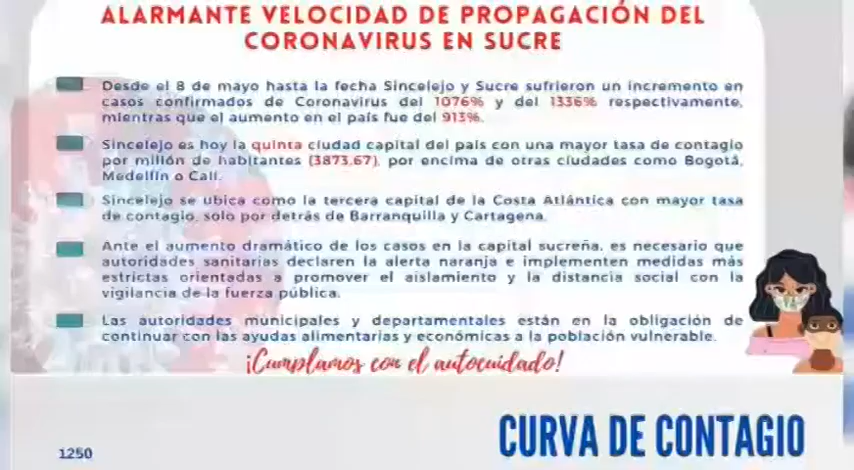 ALARMANTE VELOCIDAD DE PROPAGACIÓN DEL
CORONAVIRUS EN SUCRE
Desde el 8 de mayo hasta la fecha Sincelejo y Sucre sufrieron un incremento en
casos confirmados de Coronavirus del 1076% y del 1336% respectivamente,
mientras que el aumento en el país fue del 913%.
Sincelejo es hoy la quinta ciudad capital del país con una mayor tasa de contagio
por millón de habitantes (3873,67), por encima de otras ciudades como Bogotá,
Medellín o Cali.
Sincelejo se ubica como la tercera capital de la Costa Atlántica con mayor tasa
de contagio, solo por detrás de Barranquilla y Cartagena.
Ante el aumento dramático de los casos en la capital sucreña, es necesario que
autoridades sanitarias declaren la alerta naranja e implementen medidas más
estrictas orientadas a promover el aislamiento y la distancia social con la
vigilancia de la fuerza pública.
Las autoridades municipales y departamentales están en la obligación de
continuar con las ayudas alimentarias y económicas a la población vulnerable.
¡Cumplamos con el autocuidado!
CURVA DE CONTAGIO
1250